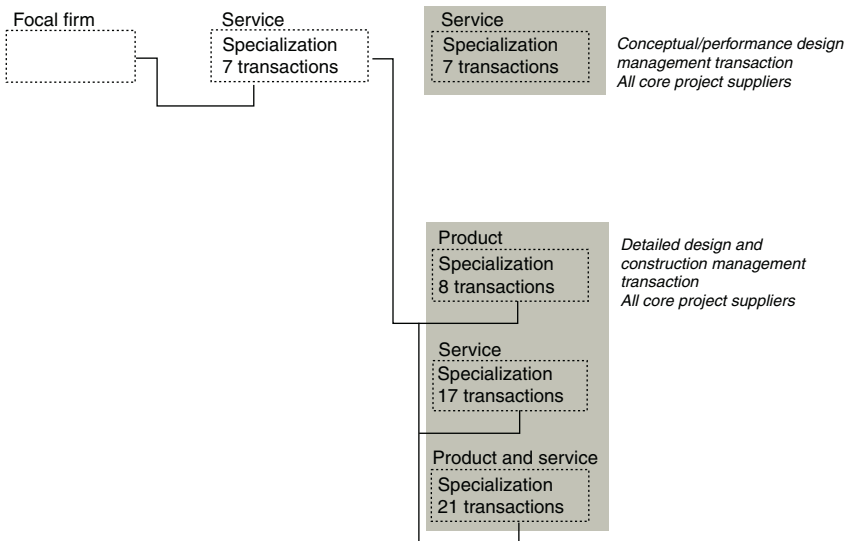 Focal firm
Service
Specialization
7 transactions
Service
Specialization
7 transactions
Conceptual/performance design
management transaction
All core project suppliers
Product
Specialization
8 transactions
Detailed design and
construction management
transaction
All core project suppliers
Service
Specialization
17 transactions
Product and service
Specialization
21 transactions